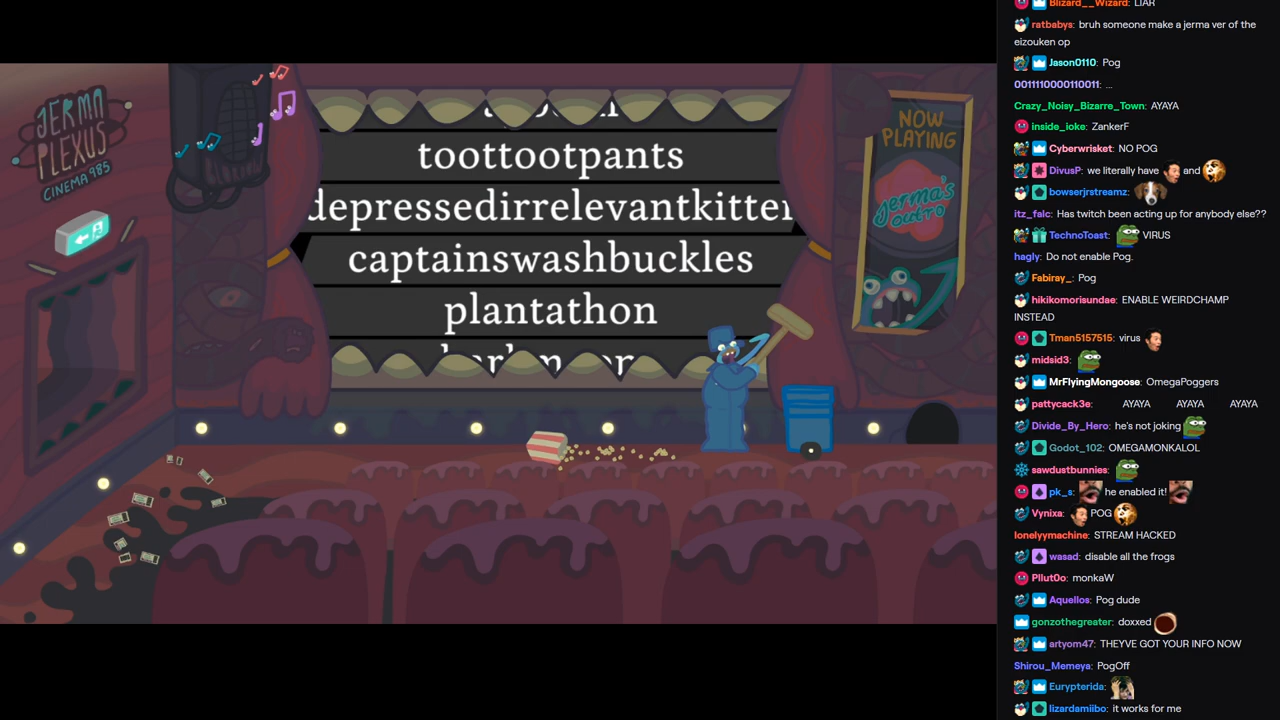 JERMA
PLEXUS
CINEMA 985
toottootpants
depressedirrelevantkitten
captainswashbuckles
plantathon
NOW
PLAYING
Jerma's
outro
Blizard__Wizard: LIAR
ratbabys: bruh someone make a jerma ver of the
eizouken op
Jason0110: Pog
0011110000110011: ...
Crazy_Noisy_Bizarre_Town: AYAYA
inside_ioke: ZankerF
Cyberwrisket: NO POG
DivusP: we literally have and
bowserjrstreamz:
itz_falc: Has twitch been acting up for anybody else??
TechnoToast: VIRUS
hagly: Do not enable Pog.
Fabiray_: Pog
hikikomorisundae: ENABLE WEIRDCHAMP
INSTEAD
Tman5157515: virus
midsid3:
MrFlyingMongoose: OmegaPoggers
pattycack3e: AYAYA AYAYA AYAYA
Divide_By_Hero: he's not joking
Godot_102: OMEGAMONKALOL
sawdustbunnies:
pk_s: he enabled it!
Vynixa: POG
lonelyymachine: STREAM HACKED
wasad: disable all the frogs
Pllut0o: monkaW
Aquellos: Pog dude
gonzothegreater: doxxed
artyom47: THEYVE GOT YOUR INFO NOW
Shirou_Memeya: PogOff
Eurypterida:
lizardamiibo: it works for me